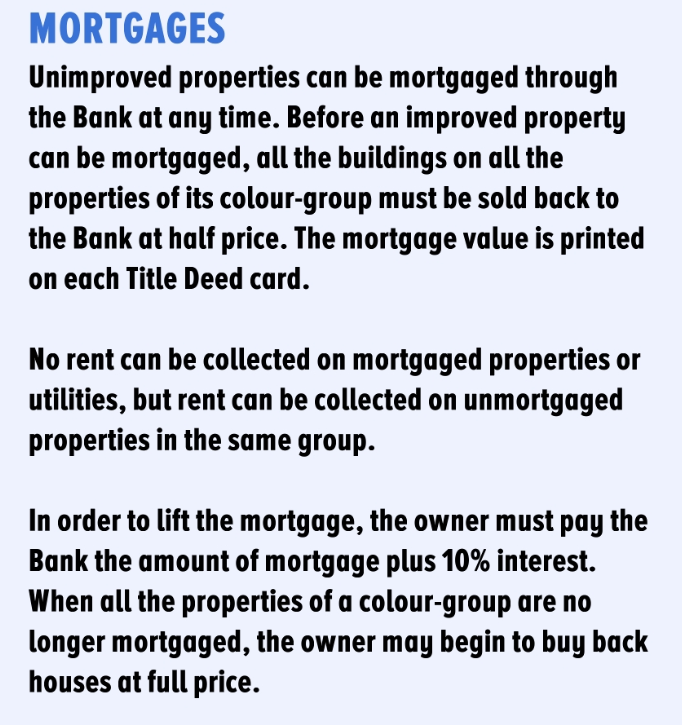 MORTGAGES
Unimproved properties can be mortgaged through
the Bank at any time. Before an improved property
can be mortgaged, all the buildings on all the
properties of its colour-group must be sold back to
the Bank at half price. The mortgage value is printed
on each Title Deed card.
No rent can be collected on mortgaged properties or
utilities, but rent can be collected on unmortgaged
properties in the same group.
In order to lift the mortgage, the owner must pay the
Bank the amount of mortgage plus 10% interest.
When all the properties of a colour-group are no
longer mortgaged, the owner may begin to buy back
houses at full price.